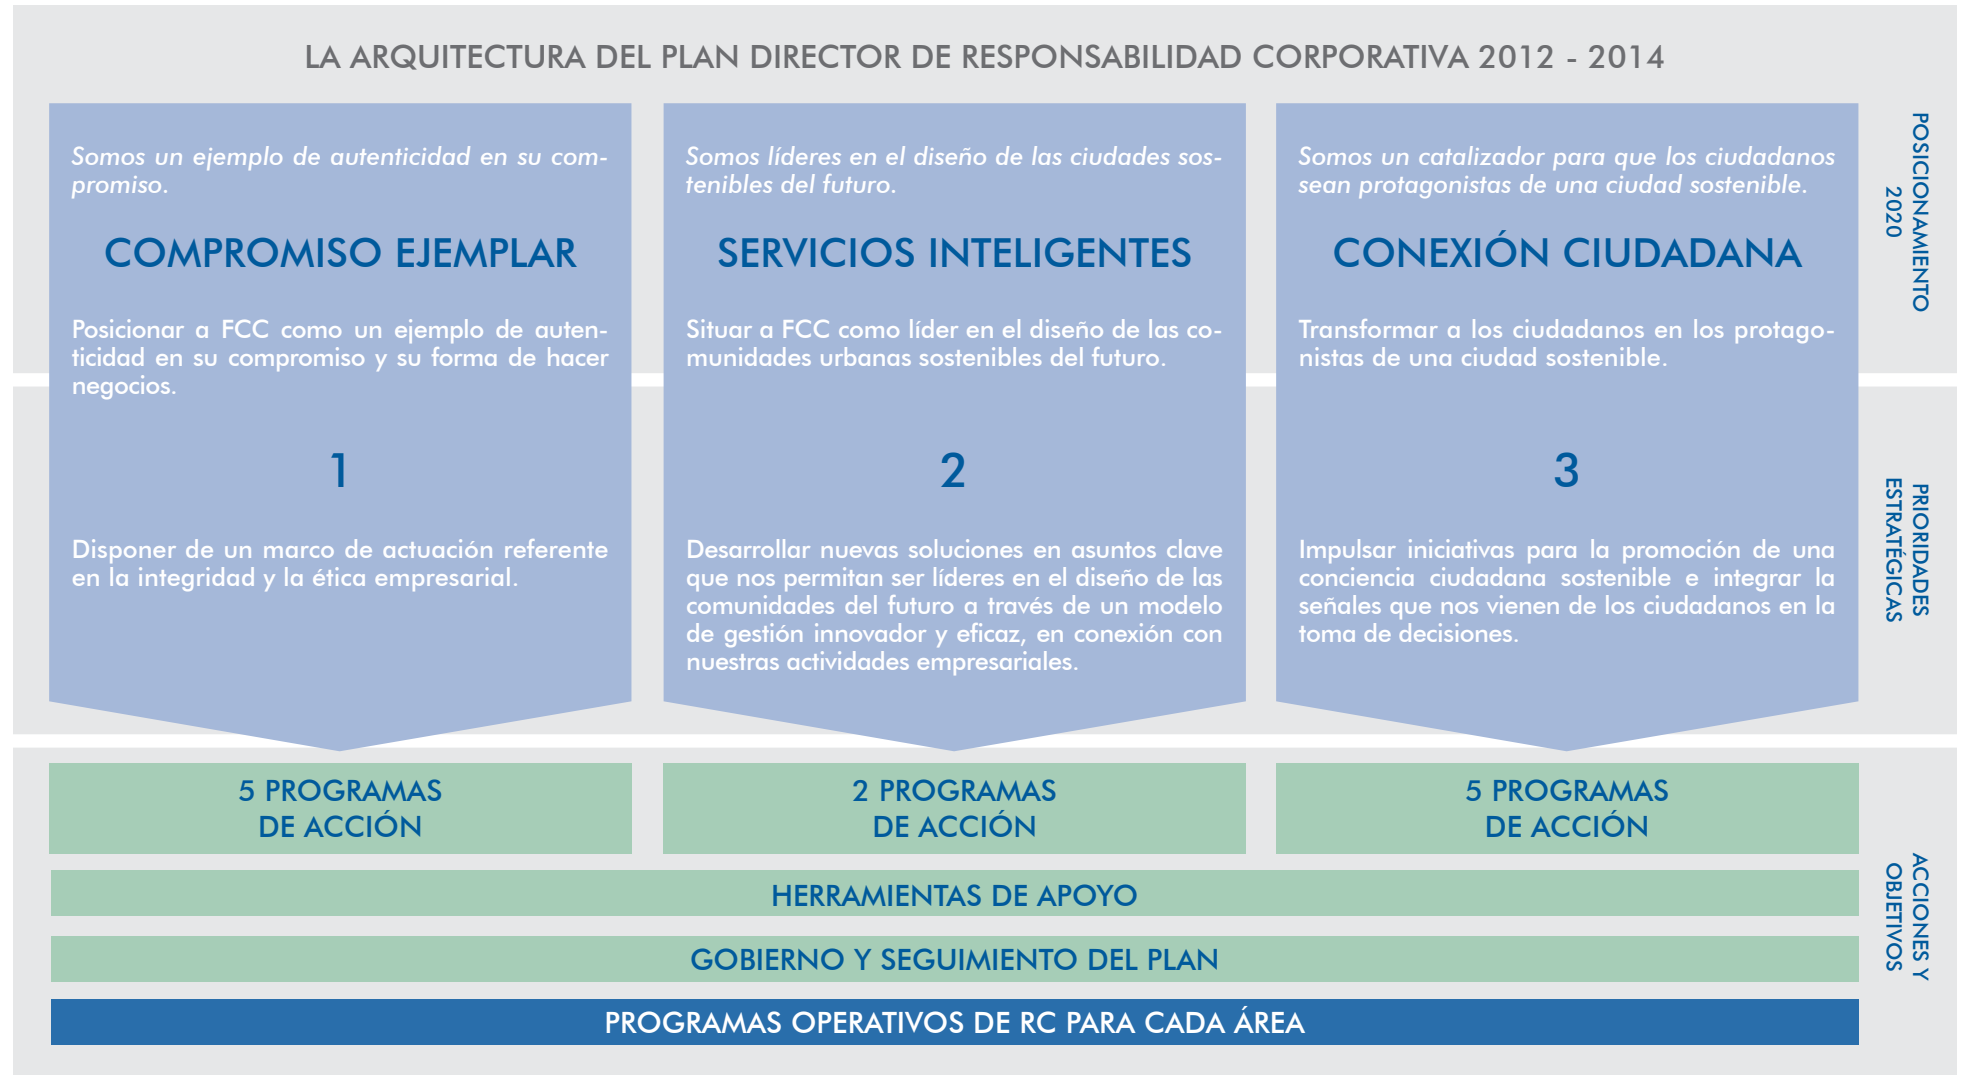 LA ARQUITECTURA DEL PLAN DIRECTOR DE RESPONSABILIDAD CORPORATIVA 2012 - 2014
Somos un ejemplo de autenticidad en su com-
promiso.
COMPROMISO EJEMPLAR
Posicionar a FCC como un ejemplo de auten-
ticidad en su compromiso y su forma de hacer
negocios.
1
Disponer de un marco de actuación referente
en la integridad y la ética empresarial.
Somos líderes en el diseño de las ciudades sos-
tenibles del futuro.
SERVICIOS INTELIGENTES
Situar a FCC como líder en el diseño de las co-
munidades urbanas sostenibles del futuro.
2
Desarrollar nuevas soluciones en asuntos clave
que nos permitan ser líderes en el diseño de las
comunidades del futuro a través de un modelo
de gestión innovador y eficaz, en conexión con
nuestras actividades empresariales.
Somos un catalizador para que los ciudadanos
sean protagonistas de una ciudad sostenible.
CONEXIÓN CIUDADANA
Transformar a los ciudadanos en los protago-
nistas de una ciudad sostenible.
3
Impulsar iniciativas para la promoción de una
conciencia ciudadana sostenible e integrar la
señales que nos vienen de los ciudadanos en la
toma de decisiones.
POSICIONAMIENTO
2020
PRIORIDADES
ESTRATÉGICAS
5 PROGRAMAS
DE ACCIÓN
2 PROGRAMAS
DE ACCIÓN
5 PROGRAMAS
DE ACCIÓN
HERRAMIENTAS DE APOYO
GOBIERNO Y SEGUIMIENTO DEL PLAN
PROGRAMAS OPERATIVOS DE RC PARA CADA ÁREA
ACCIONES Y
OBJETIVOS